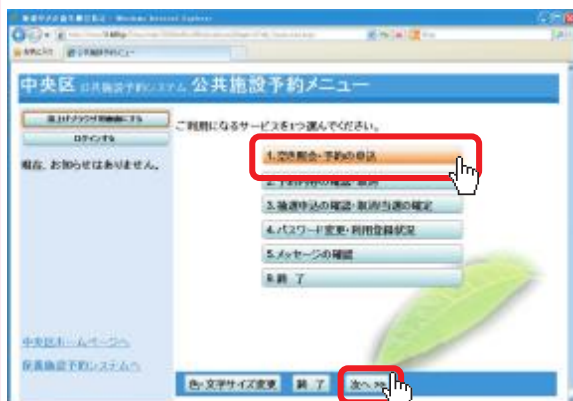 中央区 公共施設予約システム 公共施設予約メニュー
ログインする
ご利用になるサービスを1つ選んでください。
現在、お知らせはありません。
1.空き照会・予約の申込
2.予約内容の確認・取消
3.抽選申込の確認・取消・当選の確定
4.パスワード変更・利用登録状況
5.メッセージの確認
6.終 了
中央区ホームページへ
保養施設予約システムへ
色・文字サイズ変更 終 了 次へ >>